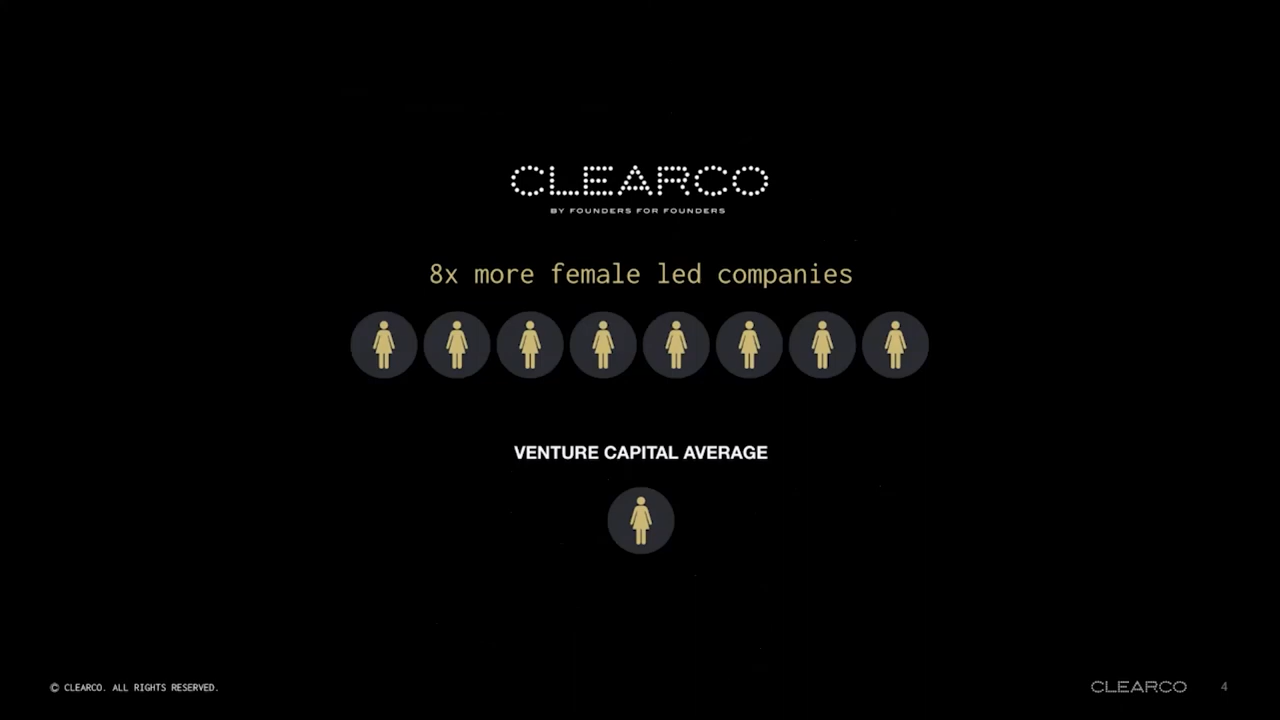 CLEARCO
BY FOUNDERS FOR FOUNDERS
8x more female led companies
VENTURE CAPITAL AVERAGE
© CLEARCO. ALL RIGHTS RESERVED.
CLEARCO 4